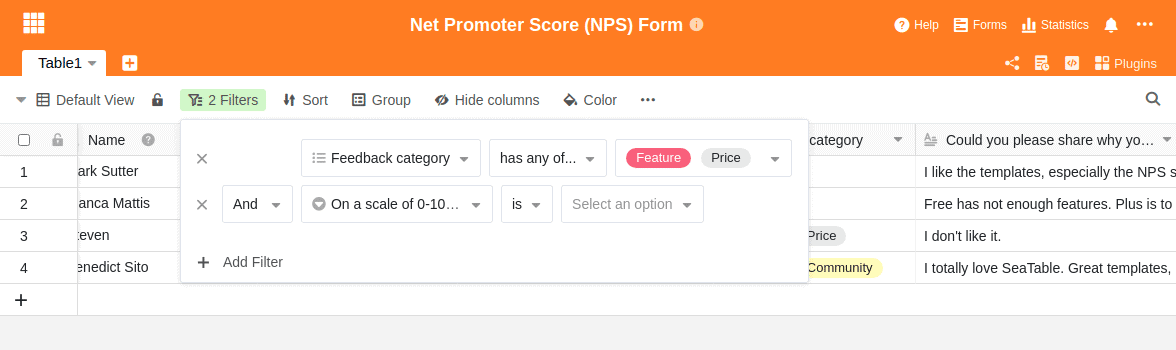 Net Promoter Score (NPS) Form
Help Forms Statistics
Table1
Plugins
Default View 2 Filters Sort Group Hide columns Color
Name category Could you please share why yo…
Feedback category has any of... Feature Price
And On a scale of 0-10… is Select an option
Add Filter
1 ark Sutter I like the templates, especially the NPS s
2 anca Mattis Free has not enough features. Plus is to
3 teven Price I don't like it.
4 enedict Sito Community I totally love SeaTable. Great templates,